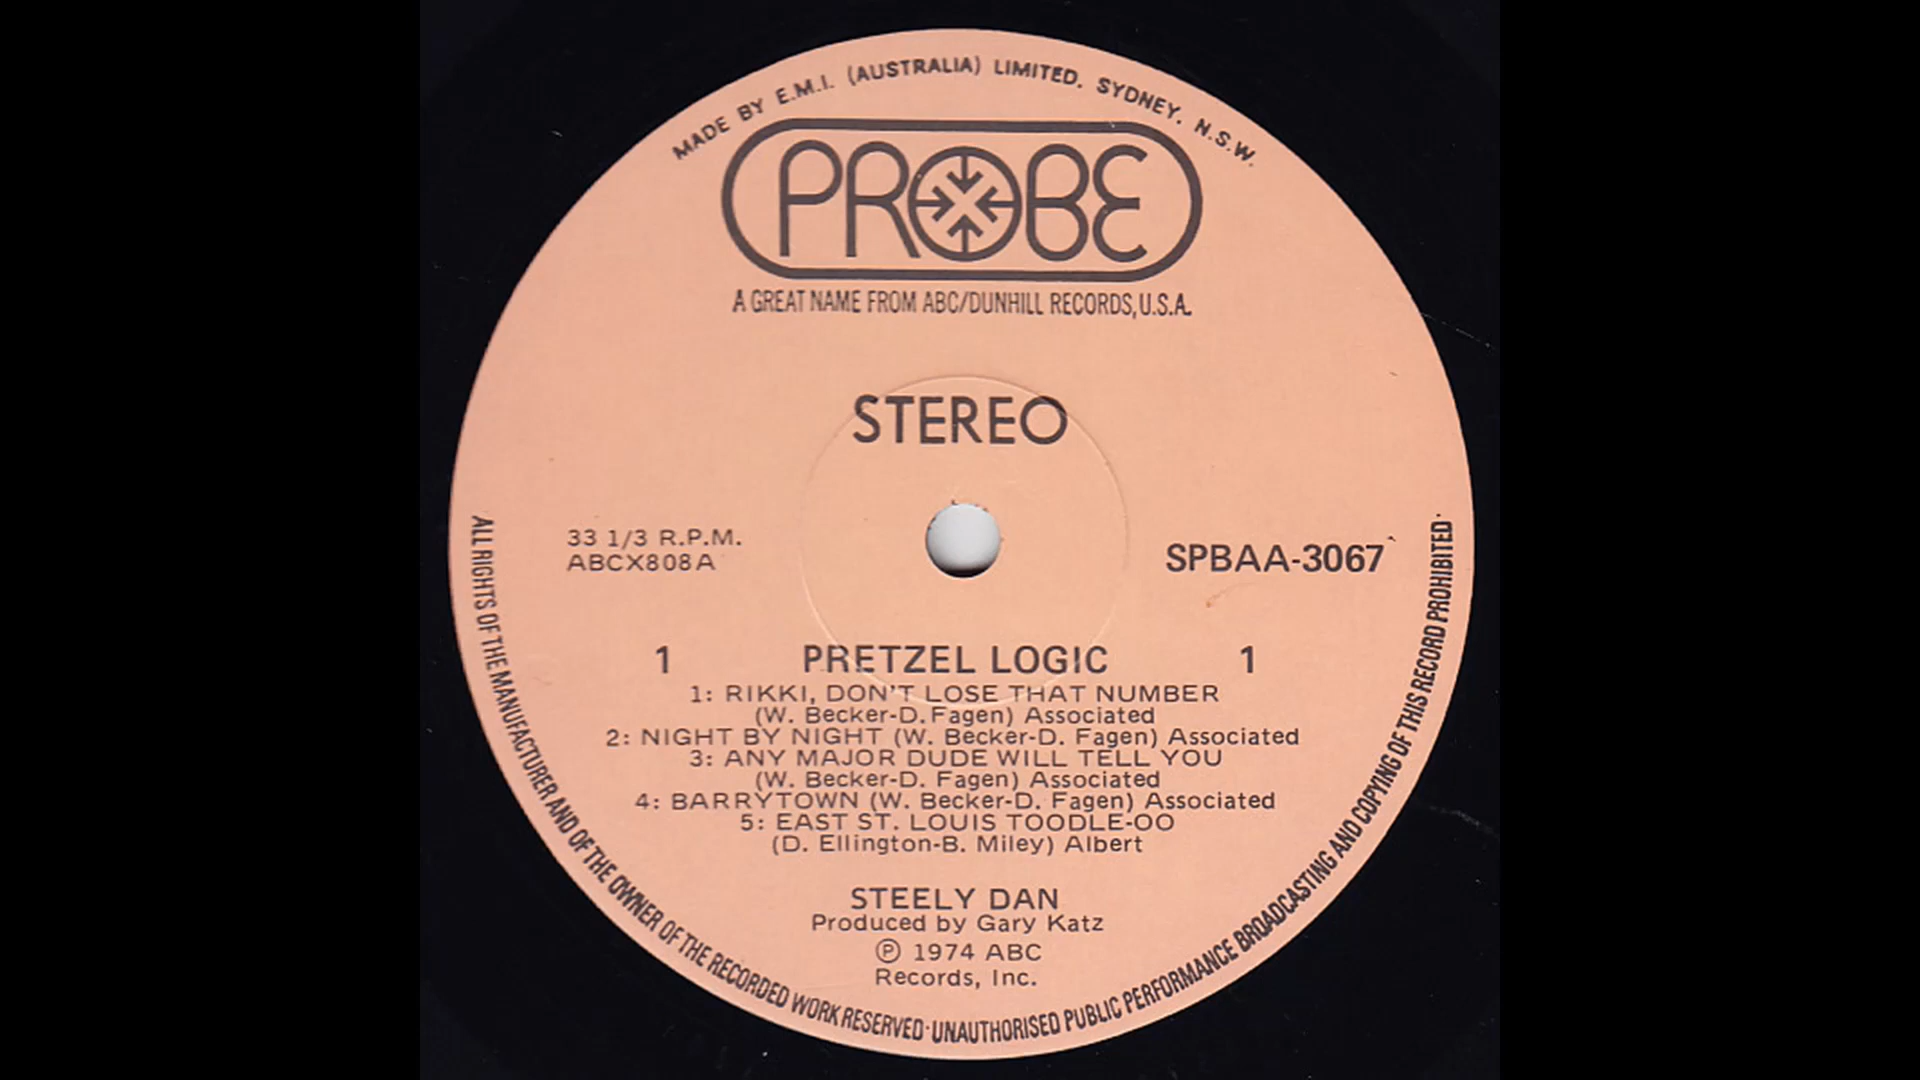 MADE BY E.M.I. (AUSTRALIA) LIMITED. SYDNEY. N.S.W.
PROBE
A GREAT NAME FROM ABC/DUNHILL RECORDS, U.S.A.
STEREO
33 1/3 R.P.M.
ABCX808A
SPBAA-3067
1 PRETZEL LOGIC 1
1: RIKKI, DON'T LOSE THAT NUMBER
(W. Becker-D. Fagen) Associated
2: NIGHT BY NIGHT (W. Becker-D. Fagen) Associated
3: ANY MAJOR DUDE WILL TELL YOU
(W. Becker-D. Fagen) Associated
4: BARRYTOWN (W. Becker-D. Fagen) Associated
5: EAST ST. LOUIS TOODLE-OO
(D. Ellington-B. Miley) Albert
STEELY DAN
Produced by Gary Katz
Ⓟ 1974 ABC
Records, Inc.
ALL RIGHTS OF THE MANUFACTURER AND OF THE OWNER OF THE RECORDED WORK RESERVED · UNAUTHORISED PUBLIC PERFORMANCE BROADCASTING AND COPYING OF THIS RECORD PROHIBITED ·